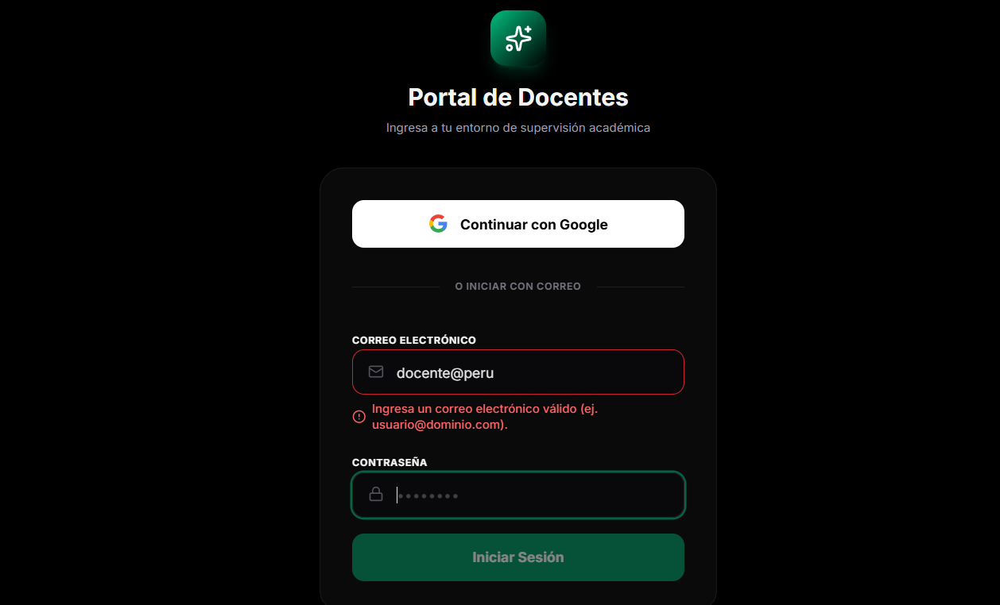 Portal de Docentes
Ingresa a tu entorno de supervisión académica
Continuar con Google
O INICIAR CON CORREO
CORREO ELECTRÓNICO
docente@peru
Ingresa un correo electrónico válido (ej.
usuario@dominio.com).
CONTRASEÑA
••••••••
Iniciar Sesión